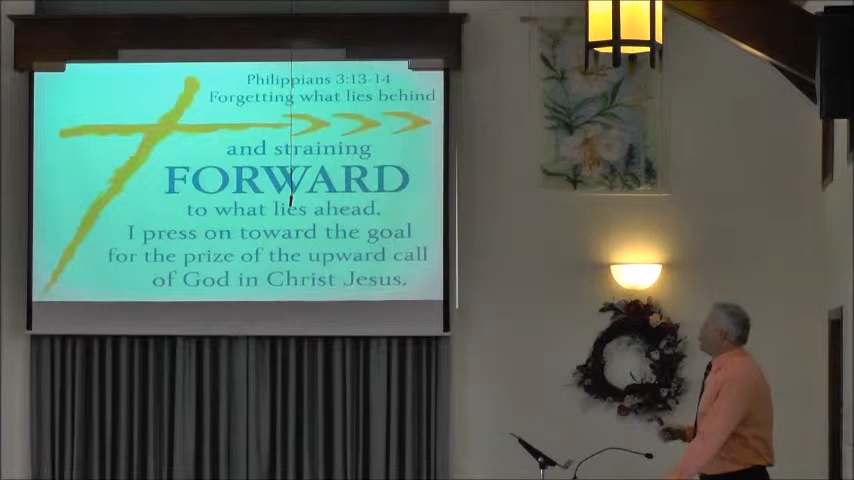 Philippians 3:13-14
Forgetting what lies behind
and straining
FORWARD
to what lies ahead.
I press on toward the goal
for the prize of the upward call
of God in Christ Jesus.